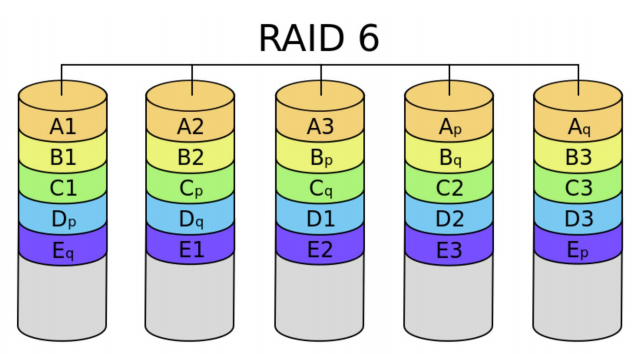 RAID 6
A1 A2 A3 Ap Aq
B1 B2 Bp Bq B3
C1 Cp Cq C2 C3
Dp Dq D1 D2 D3
Eq E1 E2 E3 Ep